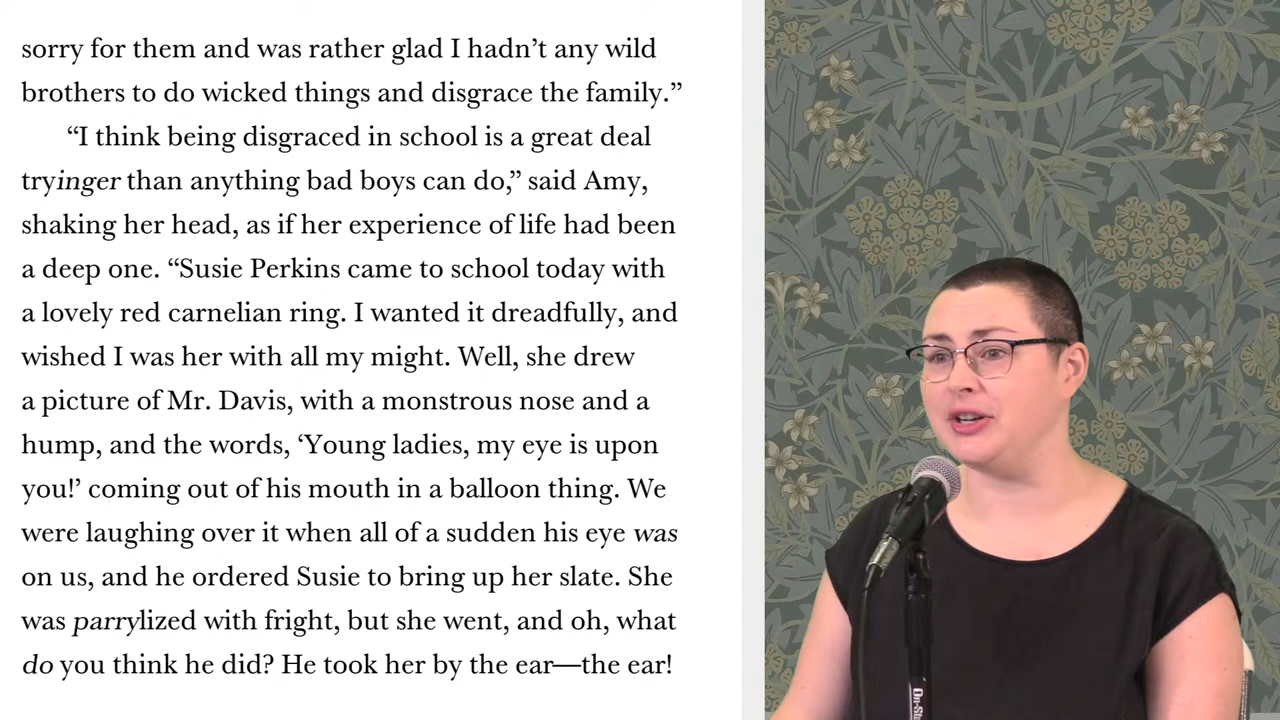 sorry for them and was rather glad I hadn’t any wild
brothers to do wicked things and disgrace the family.”
“I think being disgraced in school is a great deal
tryinger than anything bad boys can do,” said Amy,
shaking her head, as if her experience of life had been
a deep one. “Susie Perkins came to school today with
a lovely red carnelian ring. I wanted it dreadfully, and
wished I was her with all my might. Well, she drew
a picture of Mr. Davis, with a monstrous nose and a
hump, and the words, ‘Young ladies, my eye is upon
you!’ coming out of his mouth in a balloon thing. We
were laughing over it when all of a sudden his eye was
on us, and he ordered Susie to bring up her slate. She
was parrylized with fright, but she went, and oh, what
do you think he did? He took her by the ear—the ear!